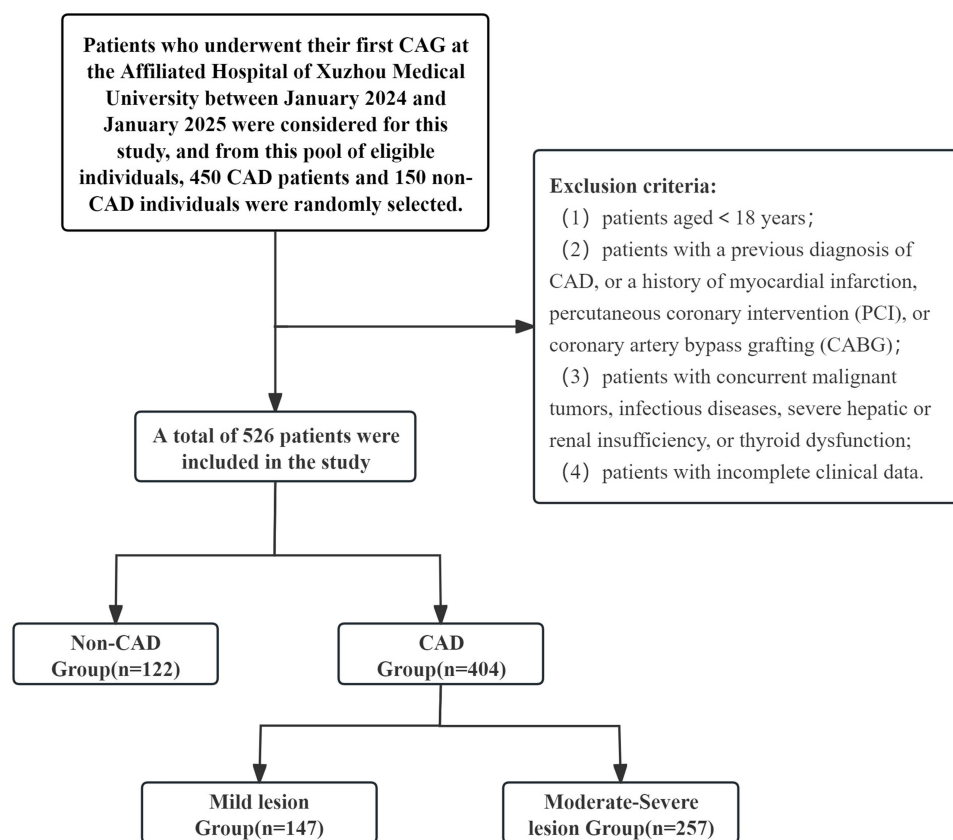 Patients who underwent their first CAG at
the Affiliated Hospital of Xuzhou Medical
University between January 2024 and
January 2025 were considered for this
study, and from this pool of eligible
individuals, 450 CAD patients and 150 non-
CAD individuals were randomly selected.
Exclusion criteria:
（1）patients aged < 18 years；
（2）patients with a previous diagnosis of
CAD, or a history of myocardial infarction,
percutaneous coronary intervention (PCI), or
coronary artery bypass grafting (CABG)；
（3）patients with concurrent malignant
tumors, infectious diseases, severe hepatic or
renal insufficiency, or thyroid dysfunction;
（4）patients with incomplete clinical data.
A total of 526 patients were
included in the study
Non-CAD
Group(n=122)
CAD
Group(n=404)
Mild lesion
Group(n=147)
Moderate-Severe
lesion Group(n=257)